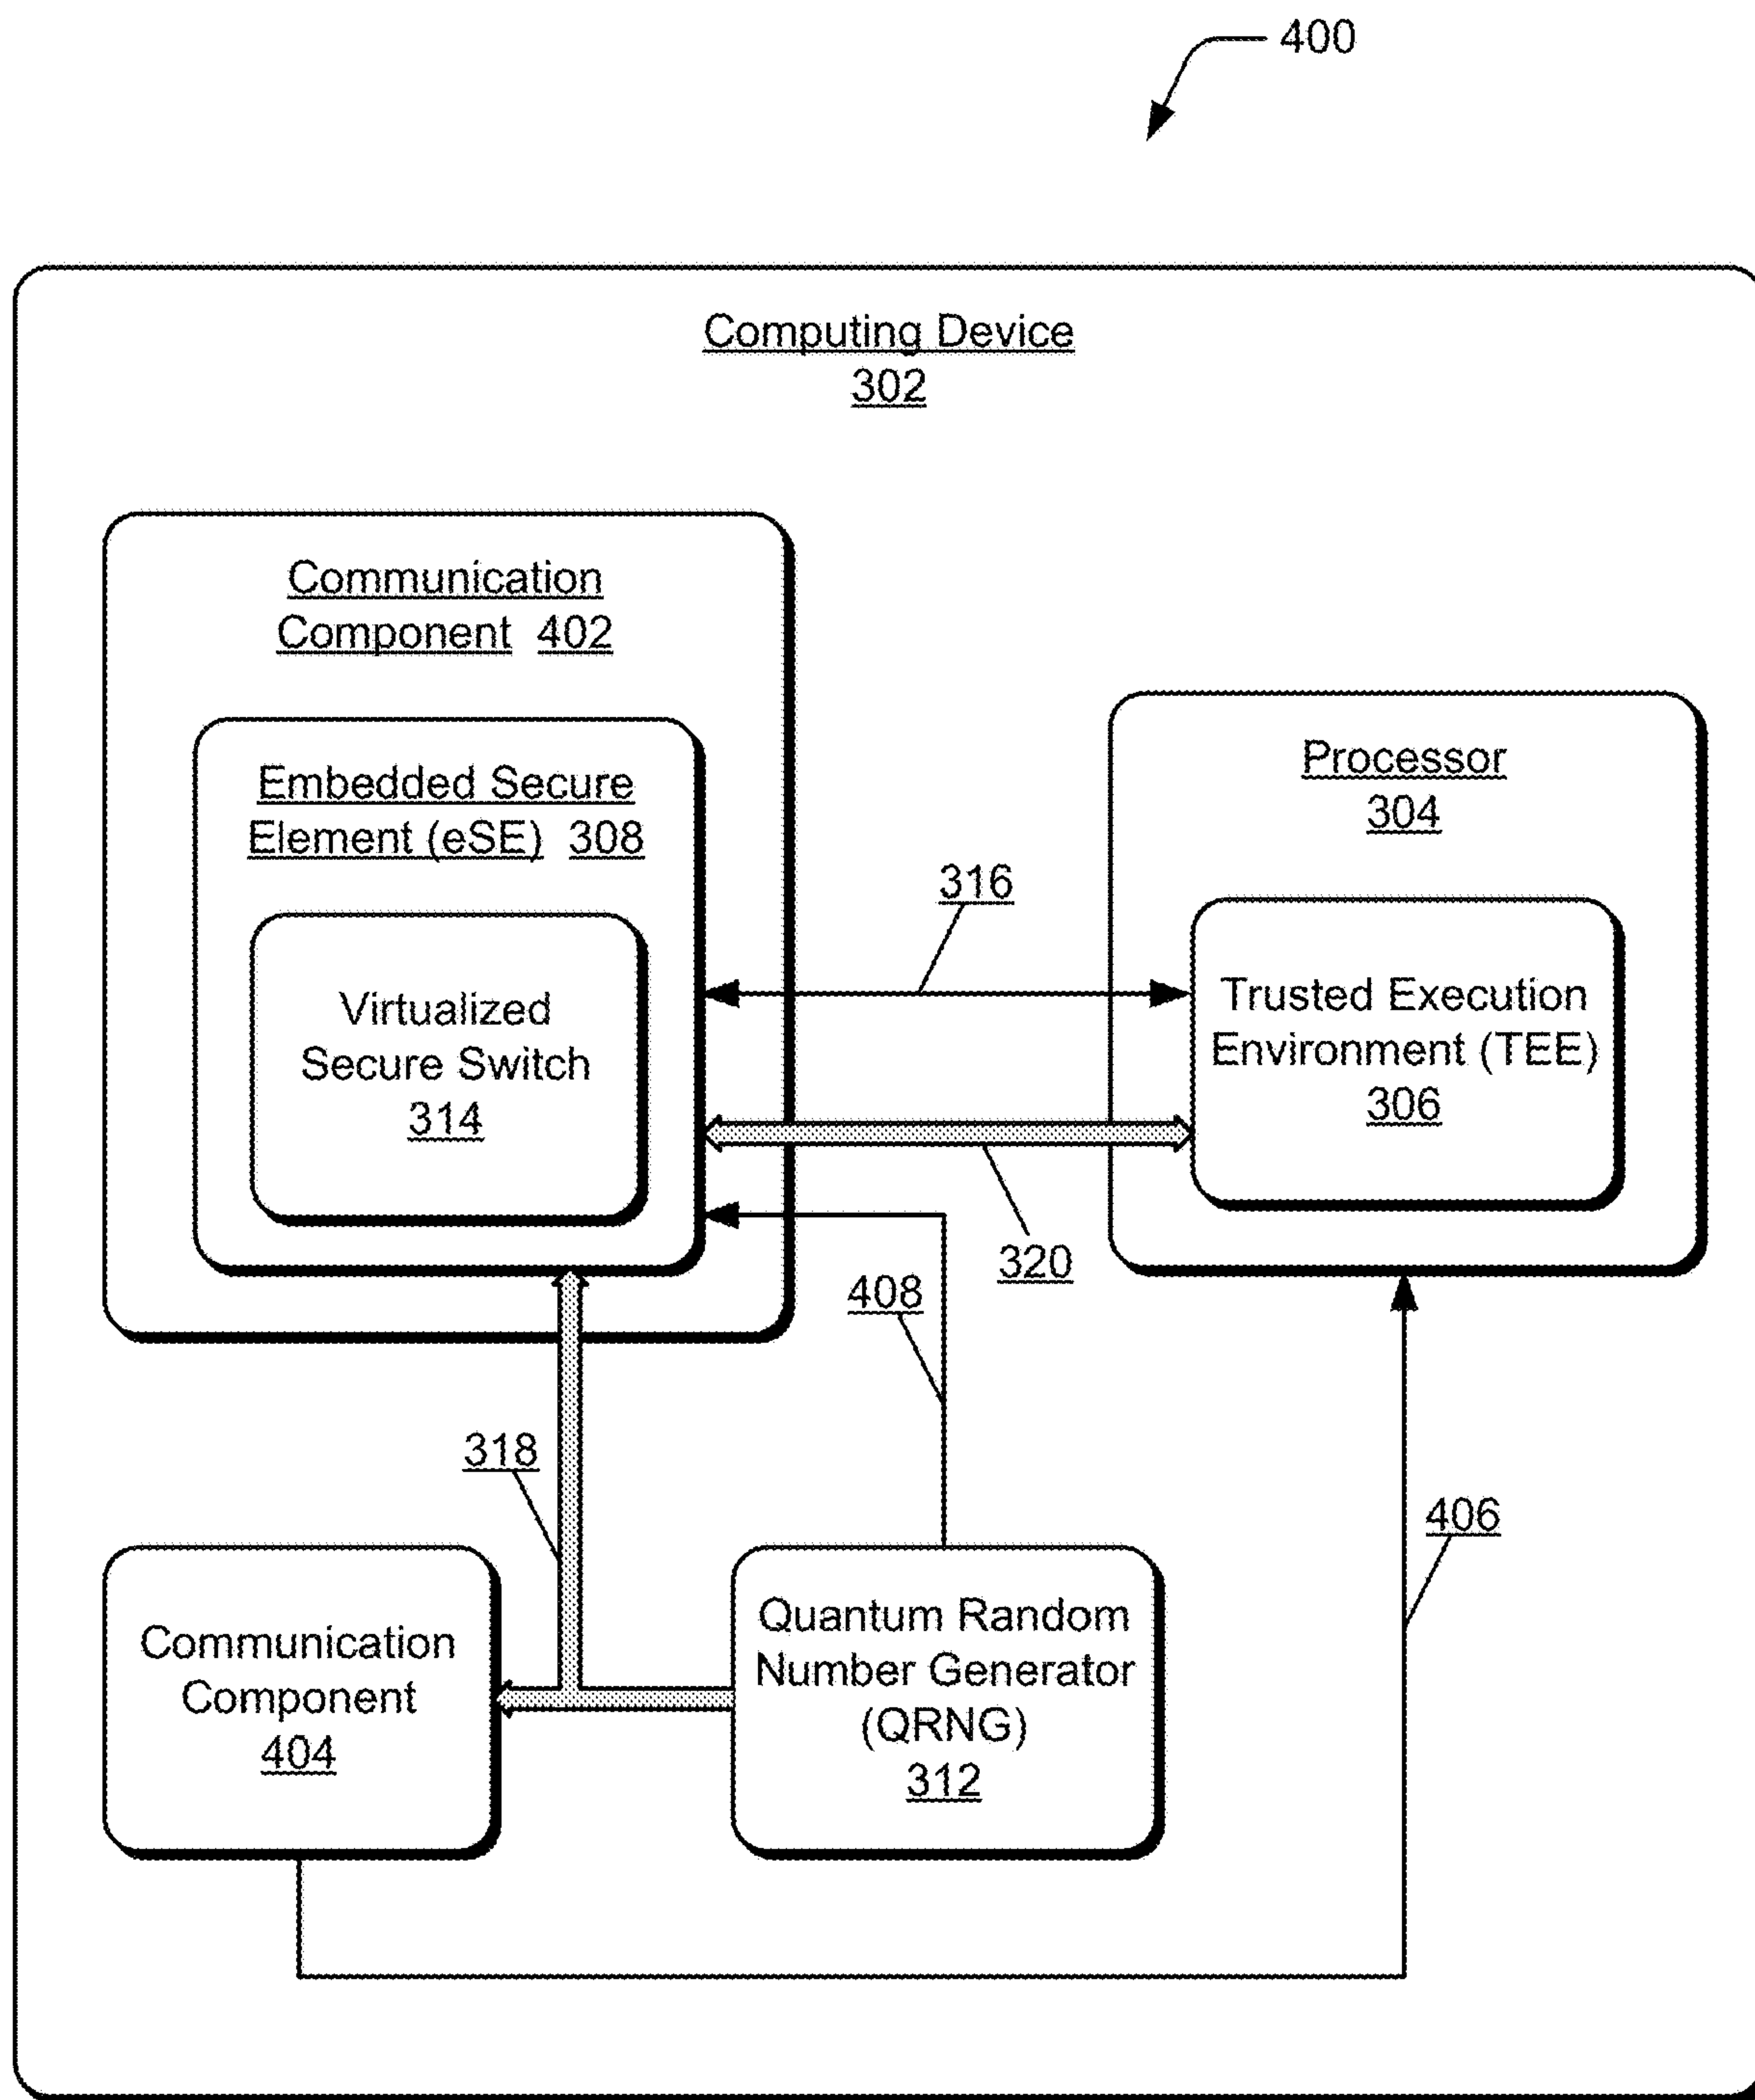 400
Computing Device
302
Communication
Component 402
Embedded Secure
Element (eSE) 308
Virtualized
Secure Switch
314
Processor
304
Trusted Execution
Environment (TEE)
306
316
320
408
318
406
Communication
Component
404
Quantum Random
Number Generator
(QRNG)
312